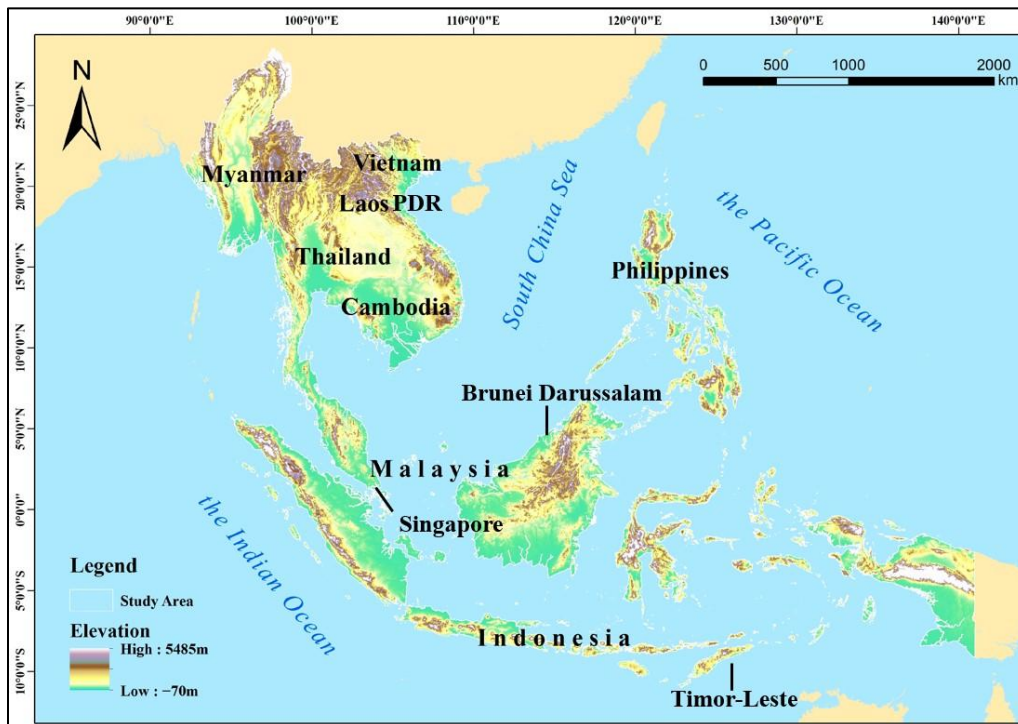 90°0'0"E 100°0'0"E 110°0'0"E 120°0'0"E 130°0'0"E 140°0'0"E
N
0 500 1000 2000
km
25°0'0"N
20°0'0"N
15°0'0"N
10°0'0"N
5°0'0"N
0°0'0"
5°0'0"S
10°0'0"S
Myanmar
Vietnam
Laos PDR
Thailand
Cambodia
South China Sea
the Pacific Ocean
Philippines
Brunei Darussalam
Malaysia
Singapore
the Indian Ocean
Indonesia
Timor-Leste
Legend
Study Area
Elevation
High : 5485m
Low : −70m